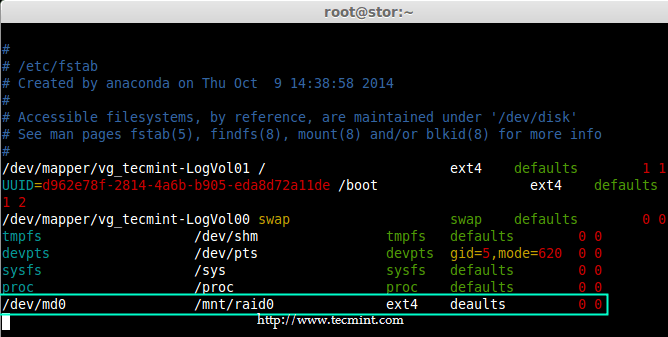 root@stor:~
#
# /etc/fstab
# Created by anaconda on Thu Oct  9 14:38:58 2014
#
# Accessible filesystems, by reference, are maintained under '/dev/disk'
# See man pages fstab(5), findfs(8), mount(8) and/or blkid(8) for more info
#
/dev/mapper/vg_tecmint-LogVol01 /                       ext4    defaults        1 1
UUID=d962e78f-2814-4a6b-b905-eda8d72a11de /boot                   ext4    defaults
1 2
/dev/mapper/vg_tecmint-LogVol00 swap                    swap    defaults        0 0
tmpfs                   /dev/shm                tmpfs   defaults        0 0
devpts                  /dev/pts                devpts  gid=5,mode=620  0 0
sysfs                   /sys                    sysfs   defaults        0 0
proc                    /proc                   proc    defaults        0 0
/dev/md0                /mnt/raid0              ext4    deaults         0 0
http://www.tecmint.com